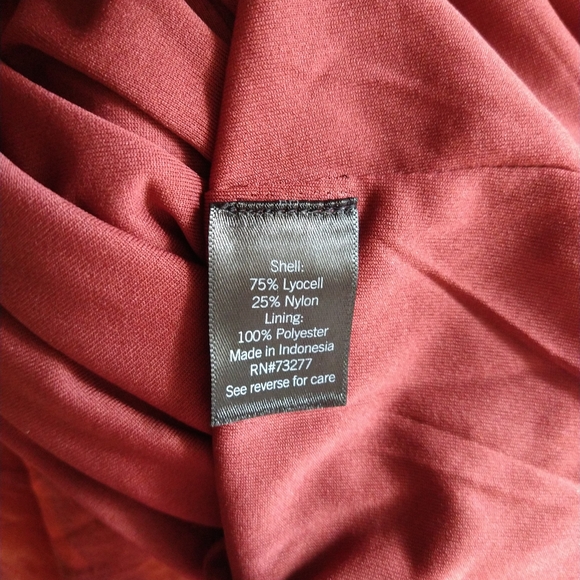 Shell:
75% Lyocell
25% Nylon
Lining:
100% Polyester
Made in Indonesia
RN#73277
See reverse for care